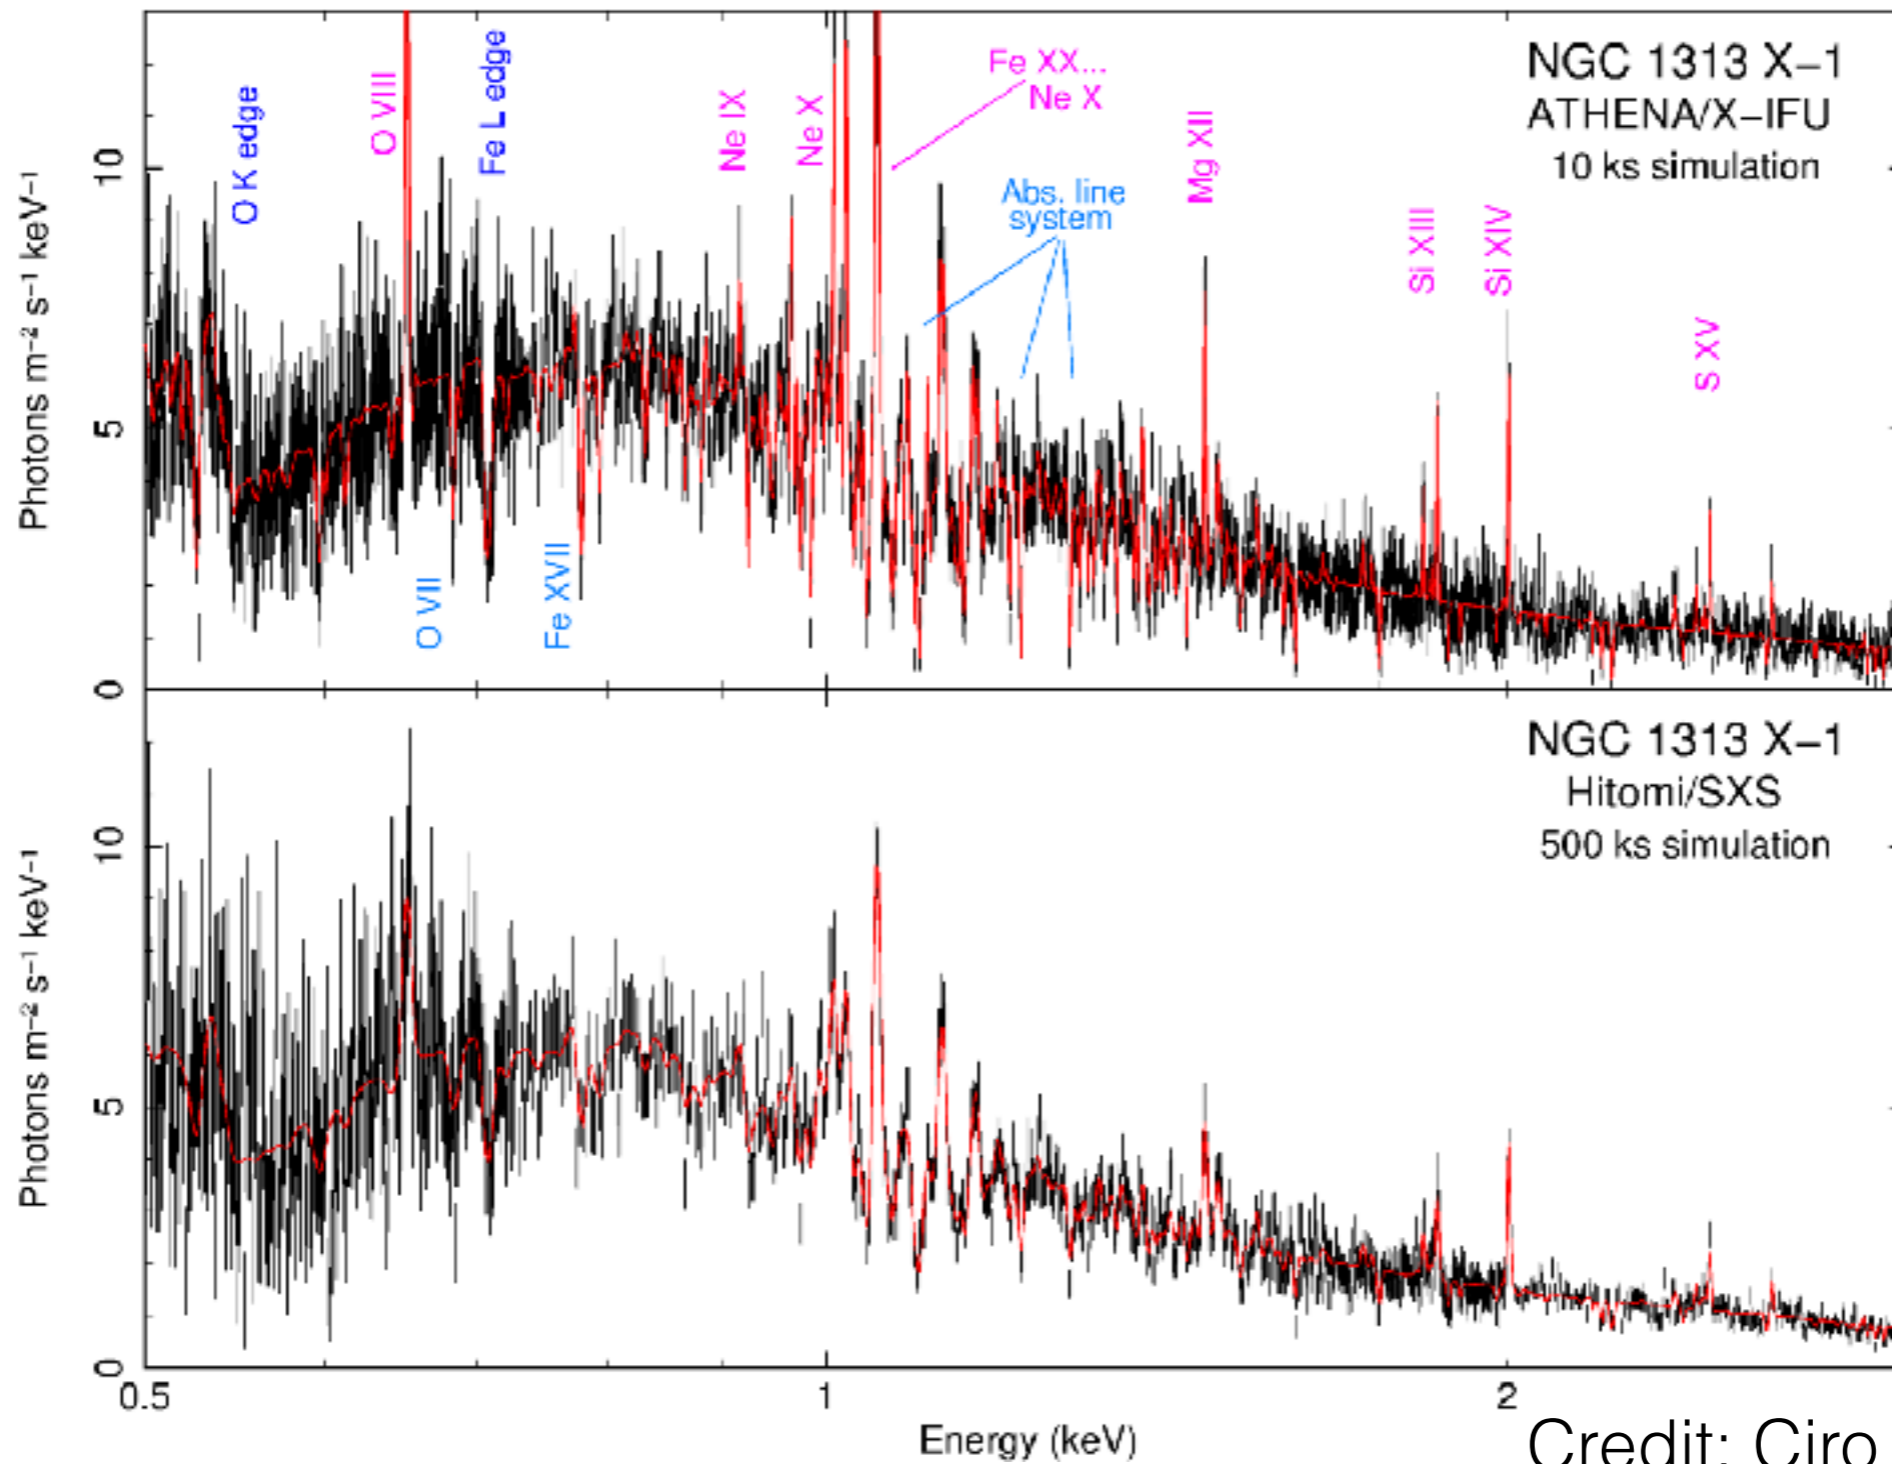 NGC 1313 X−1
ATHENA/X−IFU
10 ks simulation
O K edge
O VIII
Fe L edge
Ne IX
Ne X
Fe XX...
Ne X
Abs. line
system
Mg XII
Si XIII
Si XIV
S XV
O VII
Fe XVII
Photons m⁻² s⁻¹ keV⁻¹
10
5
0
NGC 1313 X−1
Hitomi/SXS
500 ks simulation
Photons m⁻² s⁻¹ keV⁻¹
10
5
0
0.5
1
2
Energy (keV)
Credit: Ciro